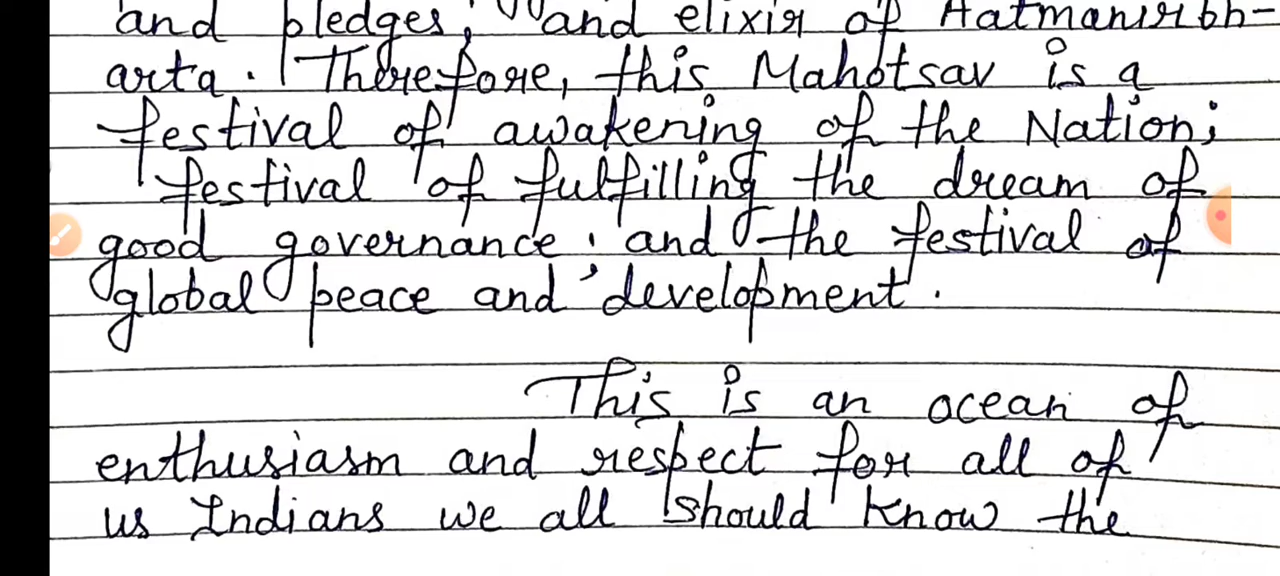 and pledges, and elixir of Aatmanirbh-
arta. Therefore, this Mahotsav is a
festival of awakening of the Nation;
festival of fulfilling the dream of
good governance, and the festival of
global peace and development.
This is an ocean of
enthusiasm and respect for all of
us Indians we all should know the